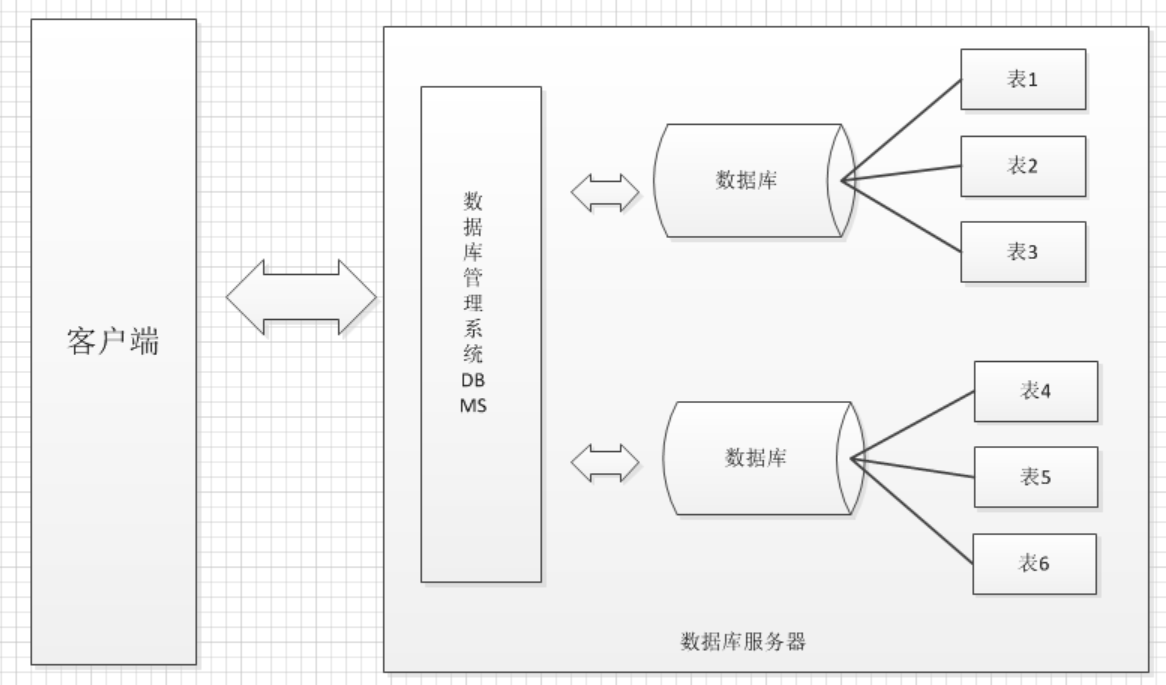 客户端
数
据
库
管
理
系
统
DB
MS
数据库
表1
表2
表3
数据库
表4
表5
表6
数据库服务器